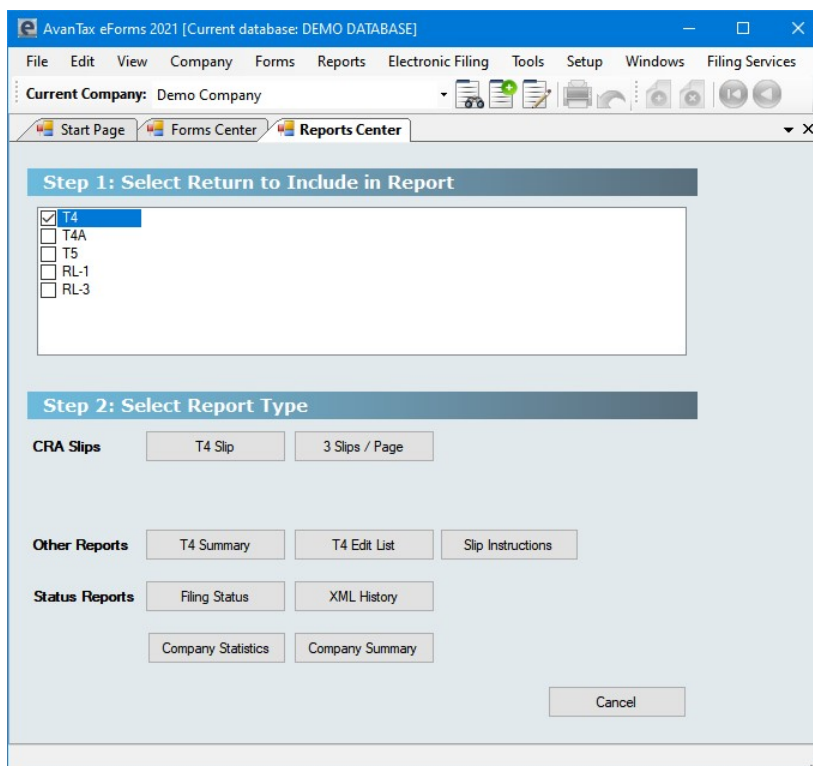 AvanTax eForms 2021 [Current database: DEMO DATABASE]
File Edit View Company Forms Reports Electronic Filing Tools Setup Windows Filing Services
Current Company: Demo Company
Start Page Forms Center Reports Center
Step 1: Select Return to Include in Report
T4
T4A
T5
RL-1
RL-3
Step 2: Select Report Type
CRA Slips T4 Slip 3 Slips / Page
Other Reports T4 Summary T4 Edit List Slip Instructions
Status Reports Filing Status XML History
Company Statistics Company Summary
Cancel